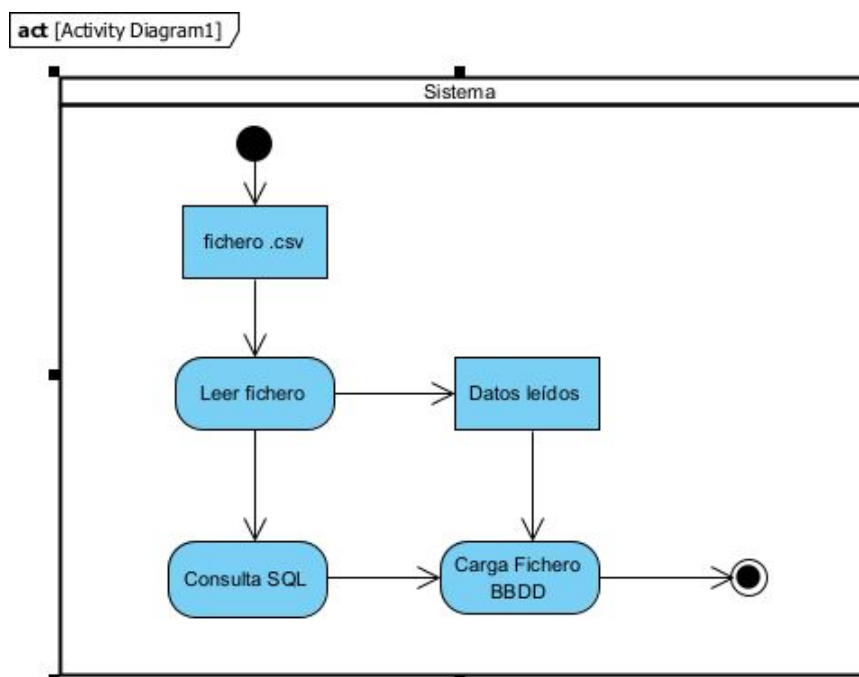 act [Activity Diagram1]
Sistema
fichero .csv
Leer fichero
Datos leídos
Consulta SQL
Carga Fichero
BBDD